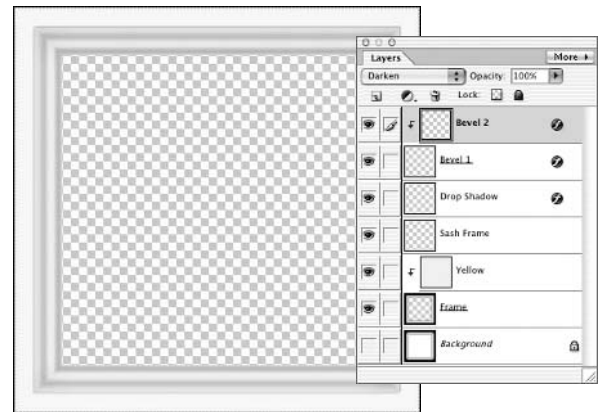 Layers More
Darken Opacity: 100%
Lock:
Bevel 2
Bevel 1
Drop Shadow
Sash Frame
Yellow
Frame
Background